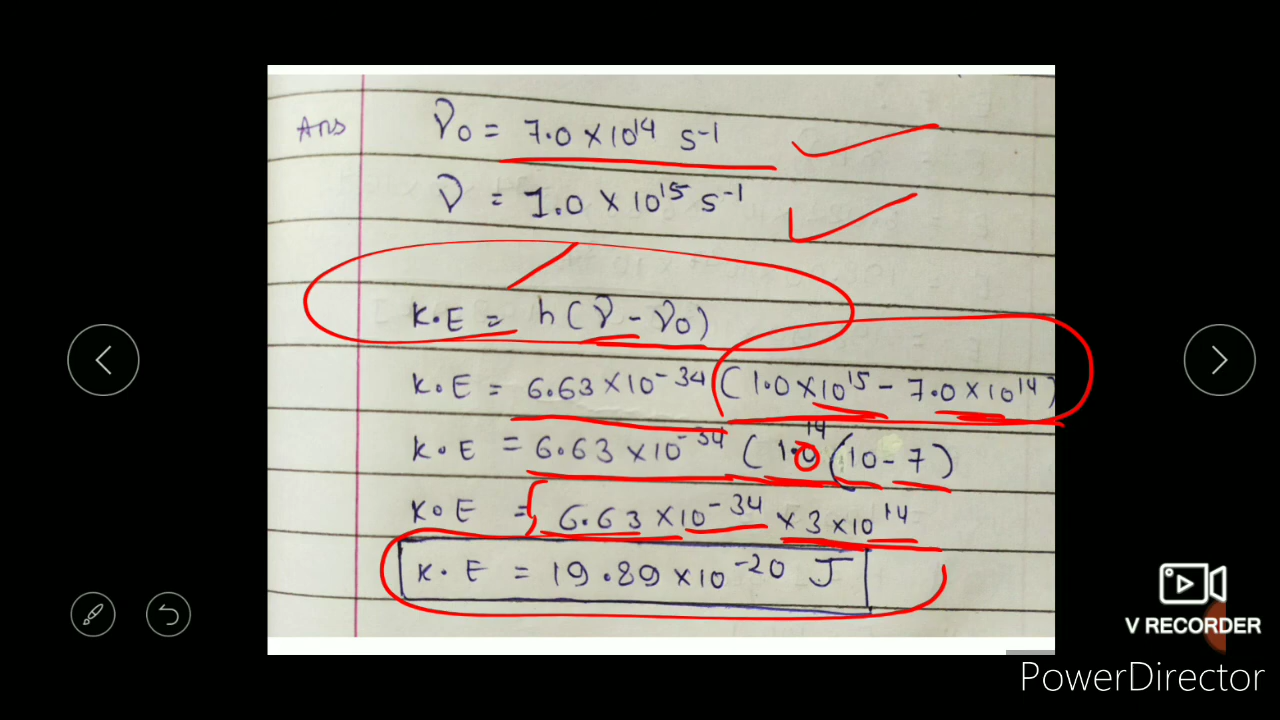 Ans ν₀ = 7.0 × 10¹⁴ s⁻¹
ν = 1.0 × 10¹⁵ s⁻¹
K.E = h(ν - ν₀)
K.E = 6.63 × 10⁻³⁴ (1.0 × 10¹⁵ - 7.0 × 10¹⁴)
K.E = 6.63 × 10⁻³⁴ (1.0¹⁴ (10 - 7)
K.E = 6.63 × 10⁻³⁴ × 3 × 10¹⁴
K.E = 19.89 × 10⁻²⁰ J
V RECORDER
PowerDirector